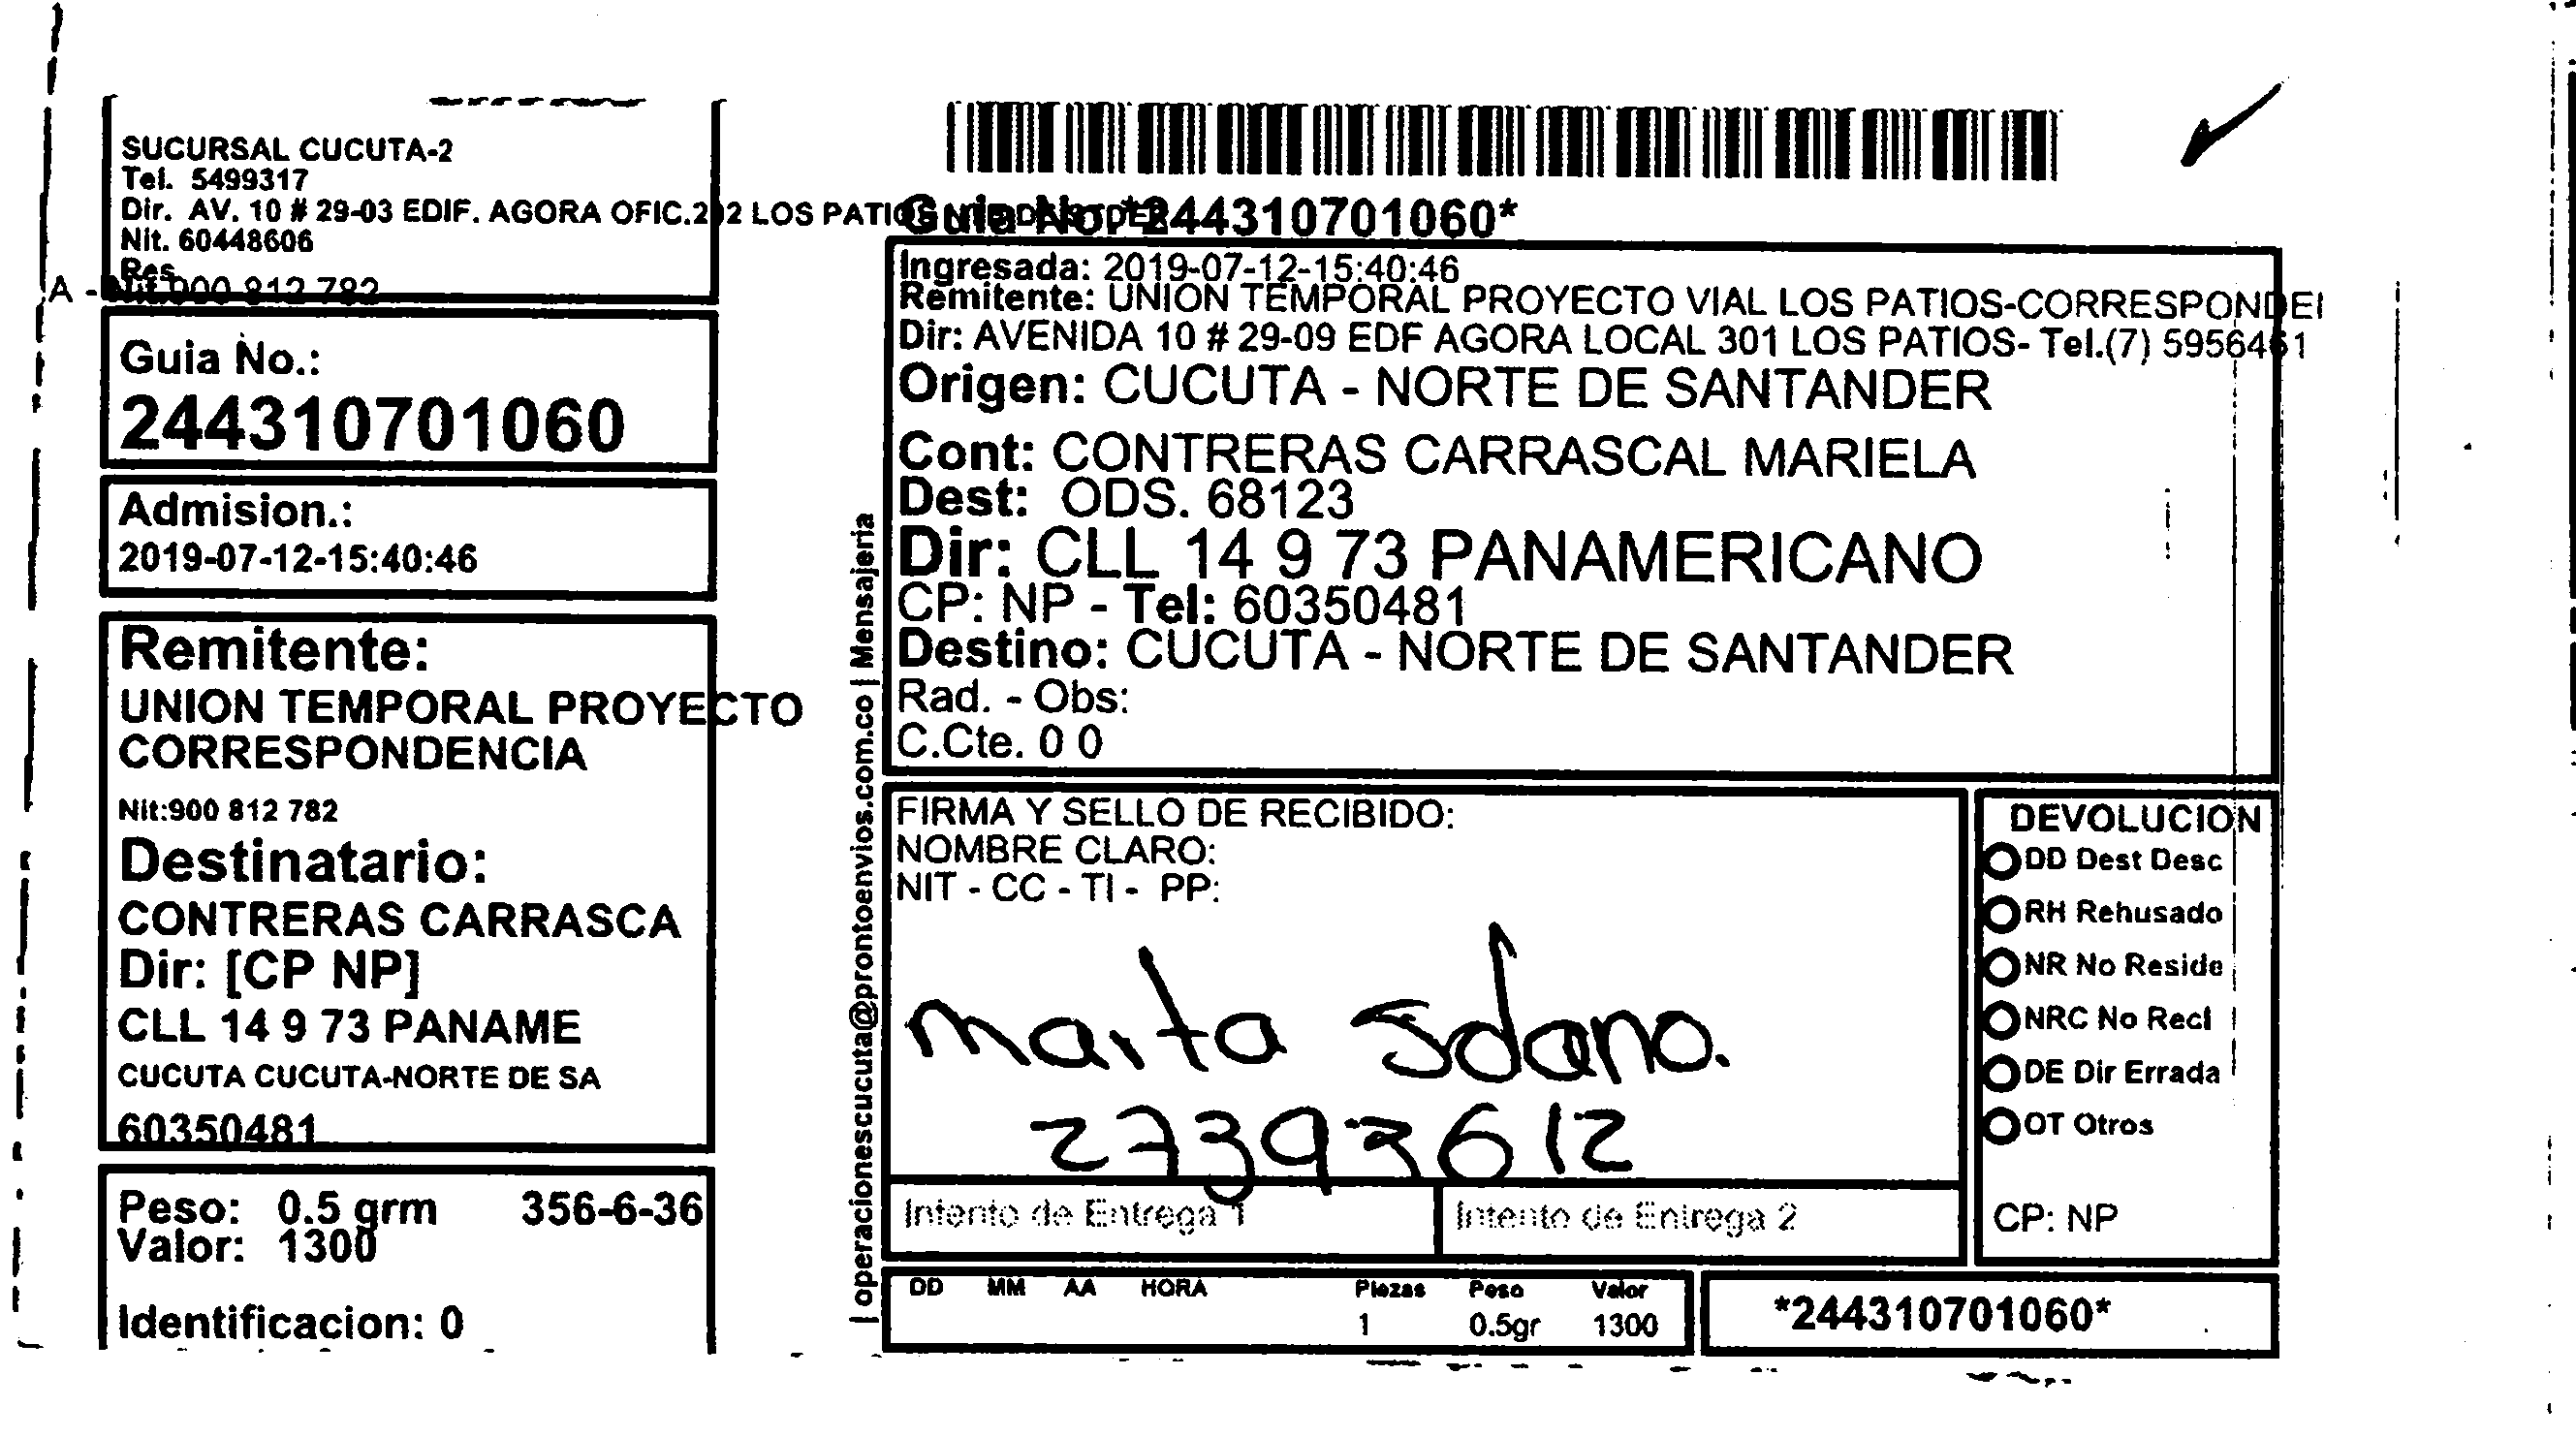 SUCURSAL CUCUTA-2
Tel. 5499317
Dir. AV. 10 # 29-03 EDIF. AGORA OFIC.202 LOS PATIOS
Nit. 60448606
Res.
A - Nit.900 812 782
Guia No.:
244310701060
Admision.:
2019-07-12-15:40:46
Remitente:
UNION TEMPORAL PROYECTO
CORRESPONDENCIA
Nit:900 812 782
Destinatario:
CONTRERAS CARRASCA
Dir: [CP NP]
CLL 14 9 73 PANAME
CUCUTA CUCUTA-NORTE DE SA
60350481
Peso: 0.5 grm 356-6-36
Valor: 1300
Identificacion: 0
| operacionescucuta@prontoenvios.com.co | Mensajeria
Guia No. *244310701060*
Ingresada: 2019-07-12-15:40:46
Remitente: UNION TEMPORAL PROYECTO VIAL LOS PATIOS-CORRESPONDEI
Dir: AVENIDA 10 # 29-09 EDF AGORA LOCAL 301 LOS PATIOS- Tel.(7) 5956461
Origen: CUCUTA - NORTE DE SANTANDER
Cont: CONTRERAS CARRASCAL MARIELA
Dest: ODS. 68123
Dir: CLL 14 9 73 PANAMERICANO
CP: NP - Tel: 60350481
Destino: CUCUTA - NORTE DE SANTANDER
Rad. - Obs:
C.Cte. 0 0
FIRMA Y SELLO DE RECIBIDO:
NOMBRE CLARO:
NIT - CC - TI - PP:
Marta Solano.
27393612
Intento de Entrega 1
Intento de Entrega 2
DEVOLUCION
DD Dest Desc
RH Rehusado
NR No Reside
NRC No Recl
DE Dir Errada
OT Otros
CP: NP
DD MM AA HORA Piezas Peso Valor
1 0.5gr 1300
*244310701060*